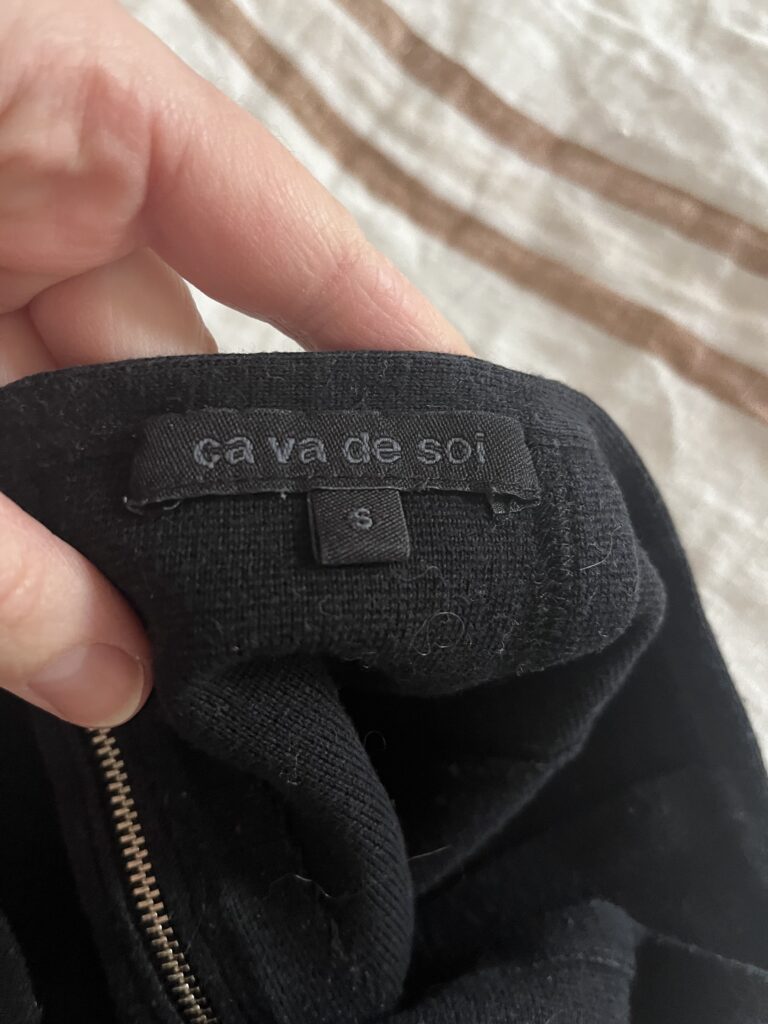 ça va de soi
S